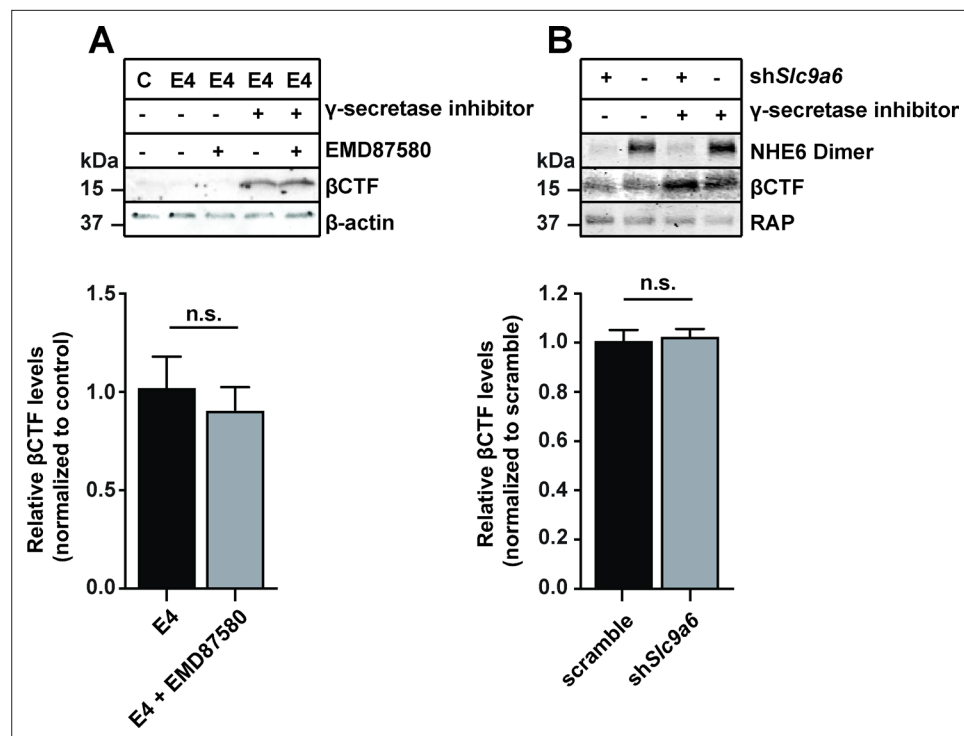 A
C E4 E4 E4 E4
- - - + + γ-secretase inhibitor
- - + - + EMD87580
kDa
15 βCTF
37 β-actin
1.5
1.0
0.5
0.0
Relative βCTF levels
(normalized to control)
n.s.
E4
E4 + EMD87580
B
+ - + - shSlc9a6
- - + + γ-secretase inhibitor
NHE6 Dimer
kDa
15 βCTF
37 RAP
1.2
1.0
0.8
0.6
0.4
0.2
0.0
Relative βCTF levels
(normalized to scramble)
n.s.
scramble
shSlc9a6